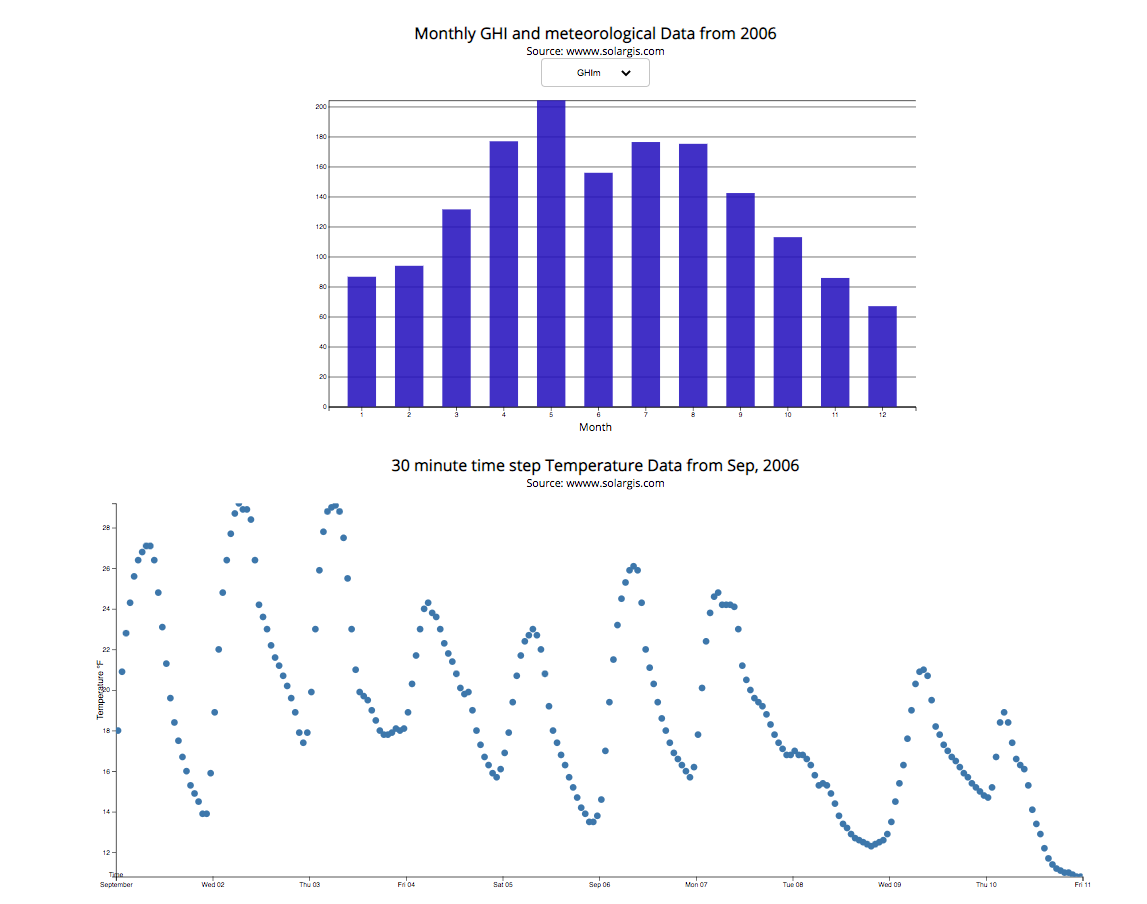 Monthly GHI and meteorological Data from 2006
Source: wwww.solargis.com
GHIm
200
180
160
140
120
100
80
60
40
20
0
1 2 3 4 5 6 7 8 9 10 11 12
Month
30 minute time step Temperature Data from Sep, 2006
Source: wwww.solargis.com
28
26
24
22
Temperature °F
20
18
16
14
12
Time
September Wed 02 Thu 03 Fri 04 Sat 05 Sep 06 Mon 07 Tue 08 Wed 09 Thu 10 Fri 11